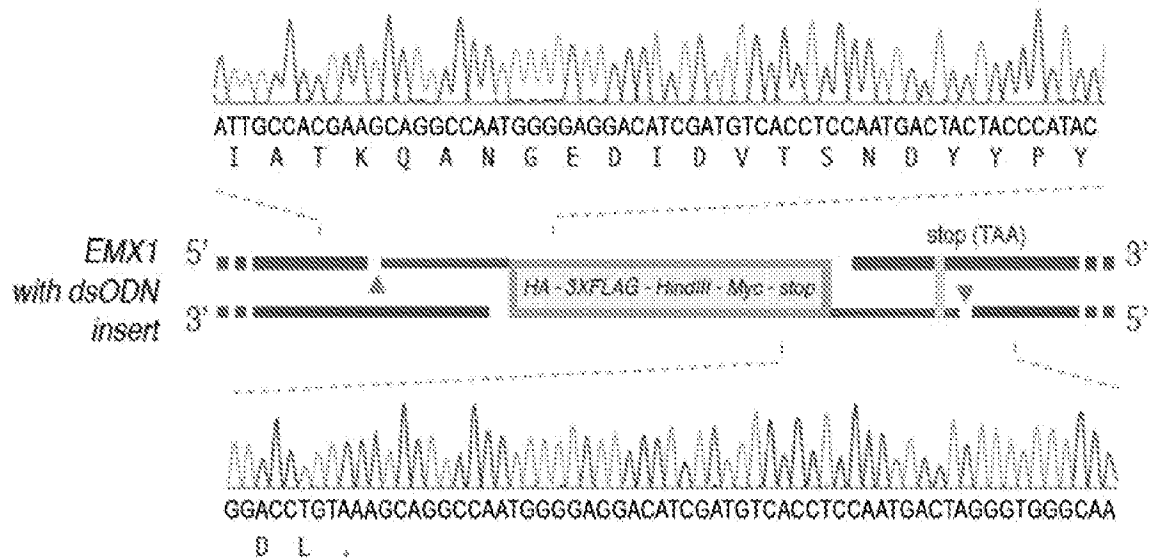 ATTGCCACGAAGCAGGCCAATGGGGAGGACATCGATGTCACCTCCAATGACTACTACCCATAC
I A T K Q A N G E D I D V T S N D Y Y P Y
stop (TAA)
EMX1 5' 3'
with dsODN HA - 3XFLAG - HindIII - Myc - stop
insert 3' 5'
GGACCTGTAAAGCAGGCCAATGGGGAGGACATCGATGTCACCTCCAATGACTAGGGTGGGCAA
D L .